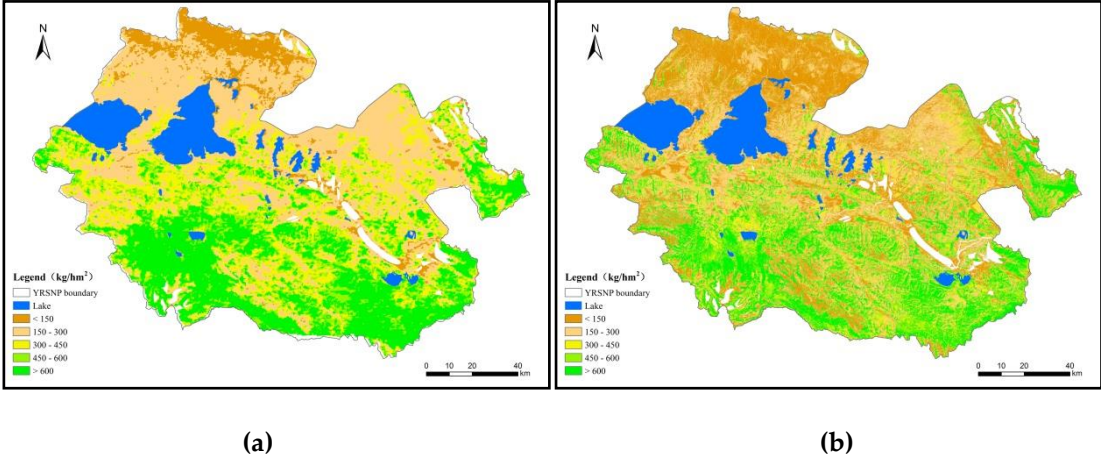 N
Legend（kg/hm²）
YRSNP boundary
Lake
< 150
150 - 300
300 - 450
450 - 600
> 600
0 10 20 40
km
N
Legend（kg/hm²）
YRSNP boundary
Lake
< 150
150 - 300
300 - 450
450 - 600
> 600
0 10 20 40
km
(a)
(b)